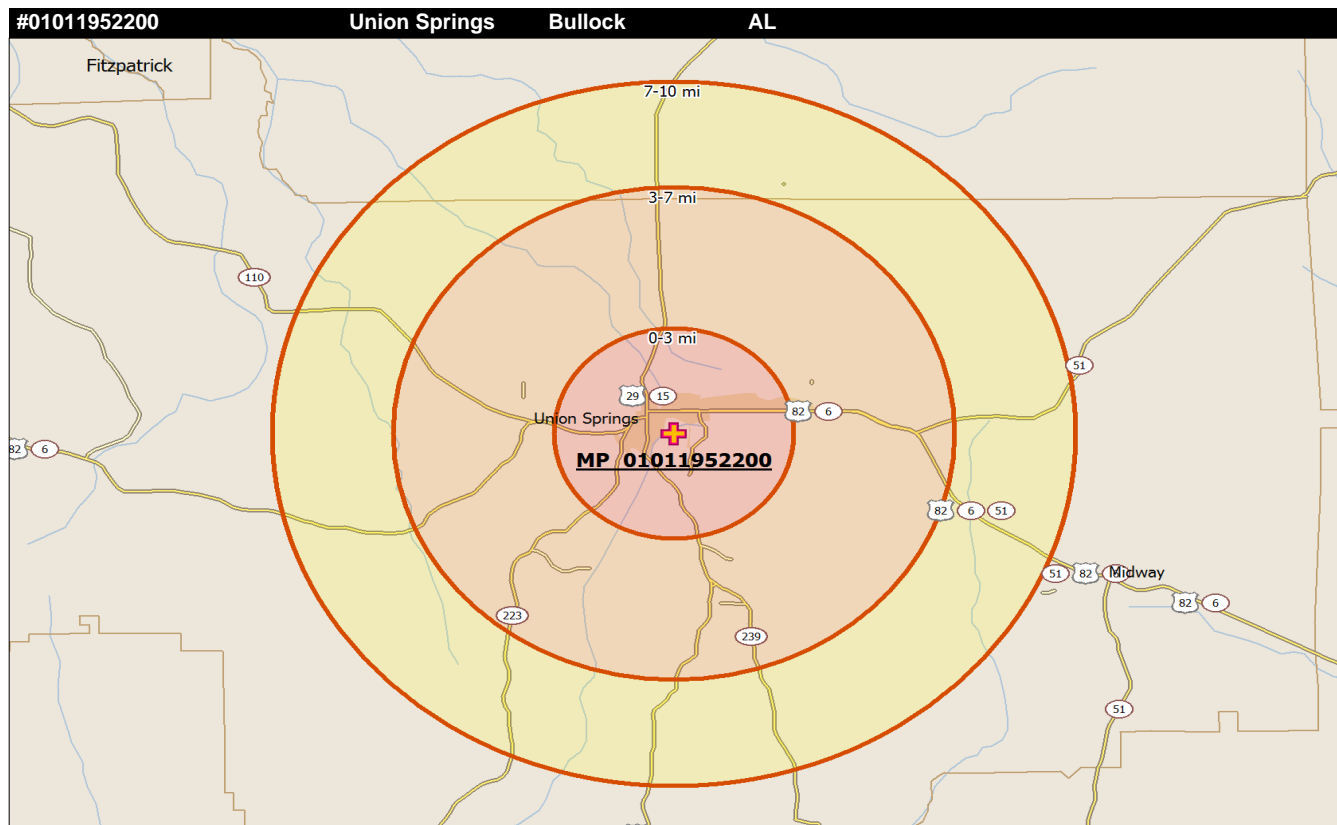 #01011952200 Union Springs Bullock AL
Fitzpatrick
7-10 mi
3-7 mi
110
0-3 mi
51
29 15
82 6
Union Springs
82 6
MP 01011952200
82 6 51
51 82
Midway
82 6
223
239
51